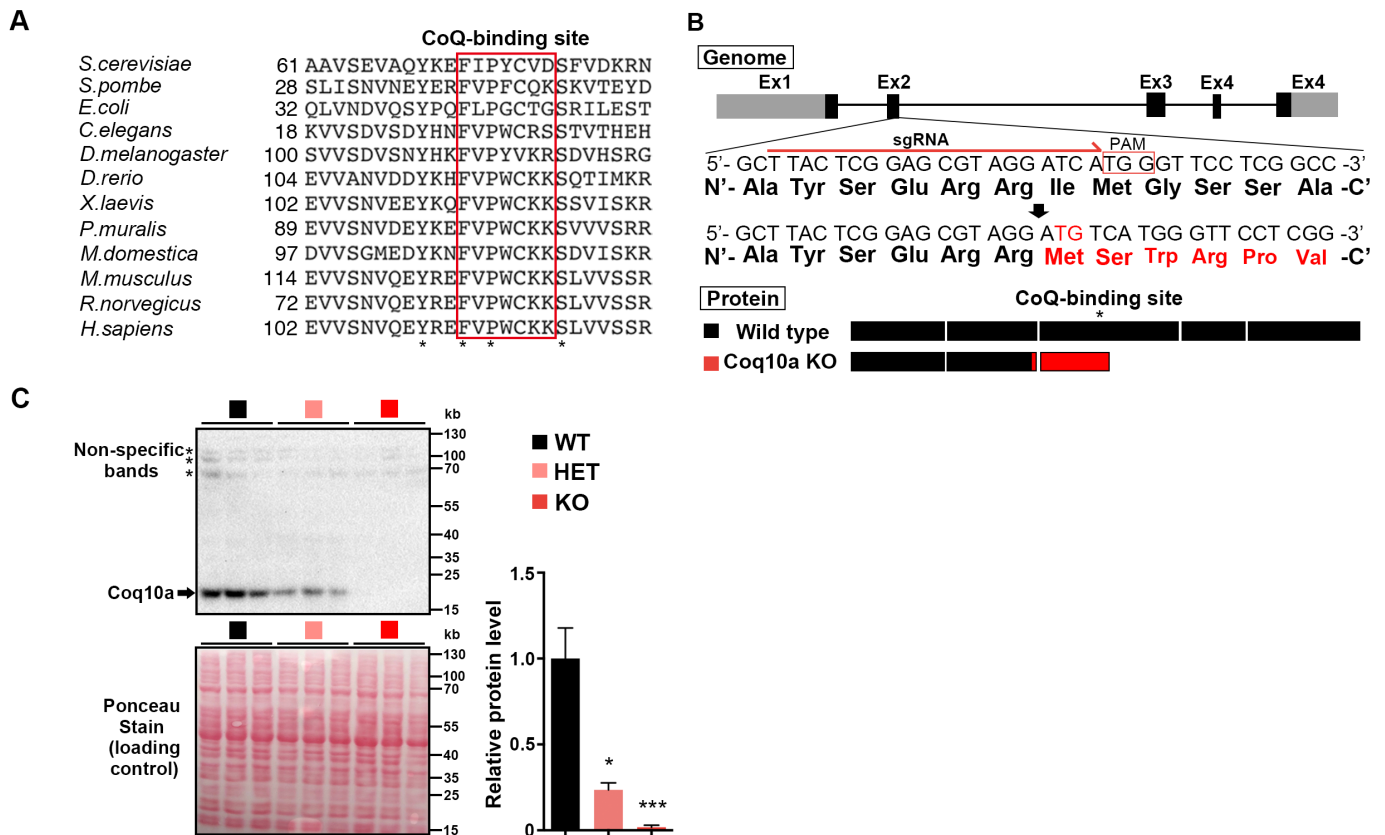 A
CoQ-binding site
S.cerevisiae 61 AAVSEVAQYKEFIPYCVDSFVDKRN
S.pombe 28 SLISNVNEYERFVPFCQKSKVTEYD
E.coli 32 QLVNDVQSYPQFLPGCTGSRILEST
C.elegans 18 KVVSDVSDYHNFVPWCRSSTVTHEH
D.melanogaster 100 SVVSDVSNYHKFVPYVKRSDVHSRG
D.rerio 104 EVVANVDDYHKFVPWCKKSQTIMKR
X.laevis 102 EVVSNVEEYKQFVPWCKKSSVISKR
P.muralis 89 EVVSNVDEYKEFVPWCKKSCVISKR
M.domestica 97 DVVSGMEDYKNFVPWCKKSDVISKR
M.musculus 114 EVVSNVQEYREFVPWCKKSLVVSSR
R.norvegicus 72 EVVSNVEEYREFVPWCKKSLVVSSR
H.sapiens 102 EVVSNVQEYREFVPWCKKSLVVSSR
* * * *
B
Genome
Ex1 Ex2 Ex3 Ex4 Ex4
sgRNA PAM
5’- GCT TAC TCG GAG CGT AGG ATC ATG GGT TCC TCG GCC -3’
N’- Ala Tyr Ser Glu Arg Arg Ile Met Gly Ser Ser Ala -C’
5’- GCT TAC TCG GAG CGT AGG ATG TCA TGG GTT CCT CGG -3’
N’- Ala Tyr Ser Glu Arg Arg Met Ser Trp Arg Pro Val -C’
Protein
CoQ-binding site
*
Wild type
Coq10a KO
C
kb
130
Non-specific *
* 100
bands * 70
55
40
35
25
Coq10a
15
WT
HET
KO
kb
130
100
70
Ponceau
Stain
(loading
control)
55
40
35
25
15
Relative protein level
1.5
1.0
0.5
0
*
***